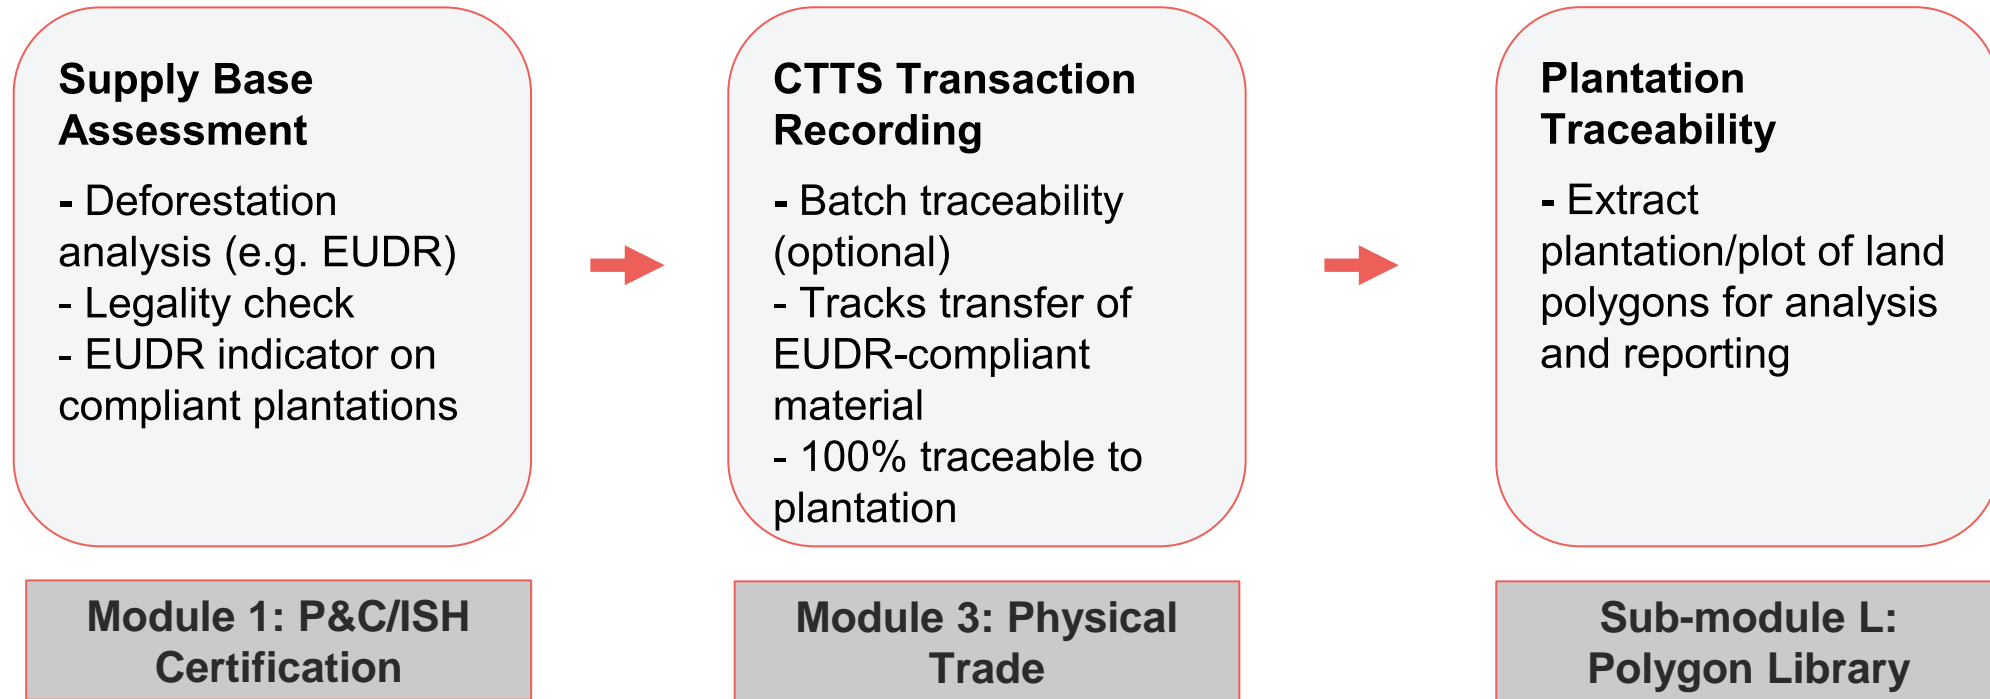 Supply Base
Assessment
- Deforestation
analysis (e.g. EUDR)
- Legality check
- EUDR indicator on
compliant plantations
Module 1: P&C/ISH
Certification
CTTS Transaction
Recording
- Batch traceability
(optional)
- Tracks transfer of
EUDR-compliant
material
- 100% traceable to
plantation
Module 3: Physical
Trade
Plantation
Traceability
- Extract
plantation/plot of land
polygons for analysis
and reporting
Sub-module L:
Polygon Library